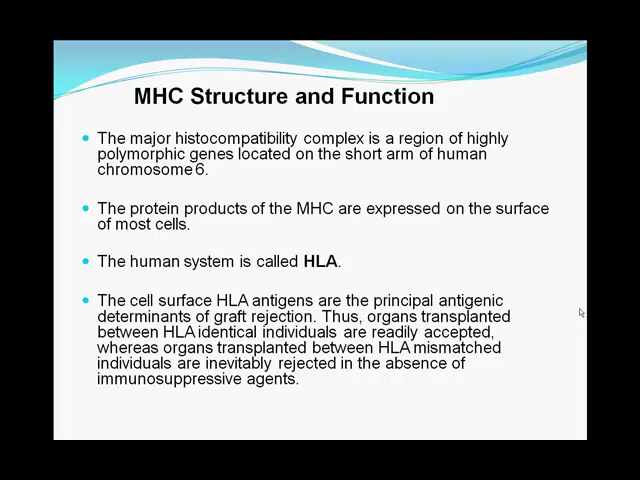 MHC Structure and Function
• The major histocompatibility complex is a region of highly
polymorphic genes located on the short arm of human
chromosome 6.
• The protein products of the MHC are expressed on the surface
of most cells.
• The human system is called HLA.
• The cell surface HLA antigens are the principal antigenic
determinants of graft rejection. Thus, organs transplanted
between HLA identical individuals are readily accepted,
whereas organs transplanted between HLA mismatched
individuals are inevitably rejected in the absence of
immunosuppressive agents.